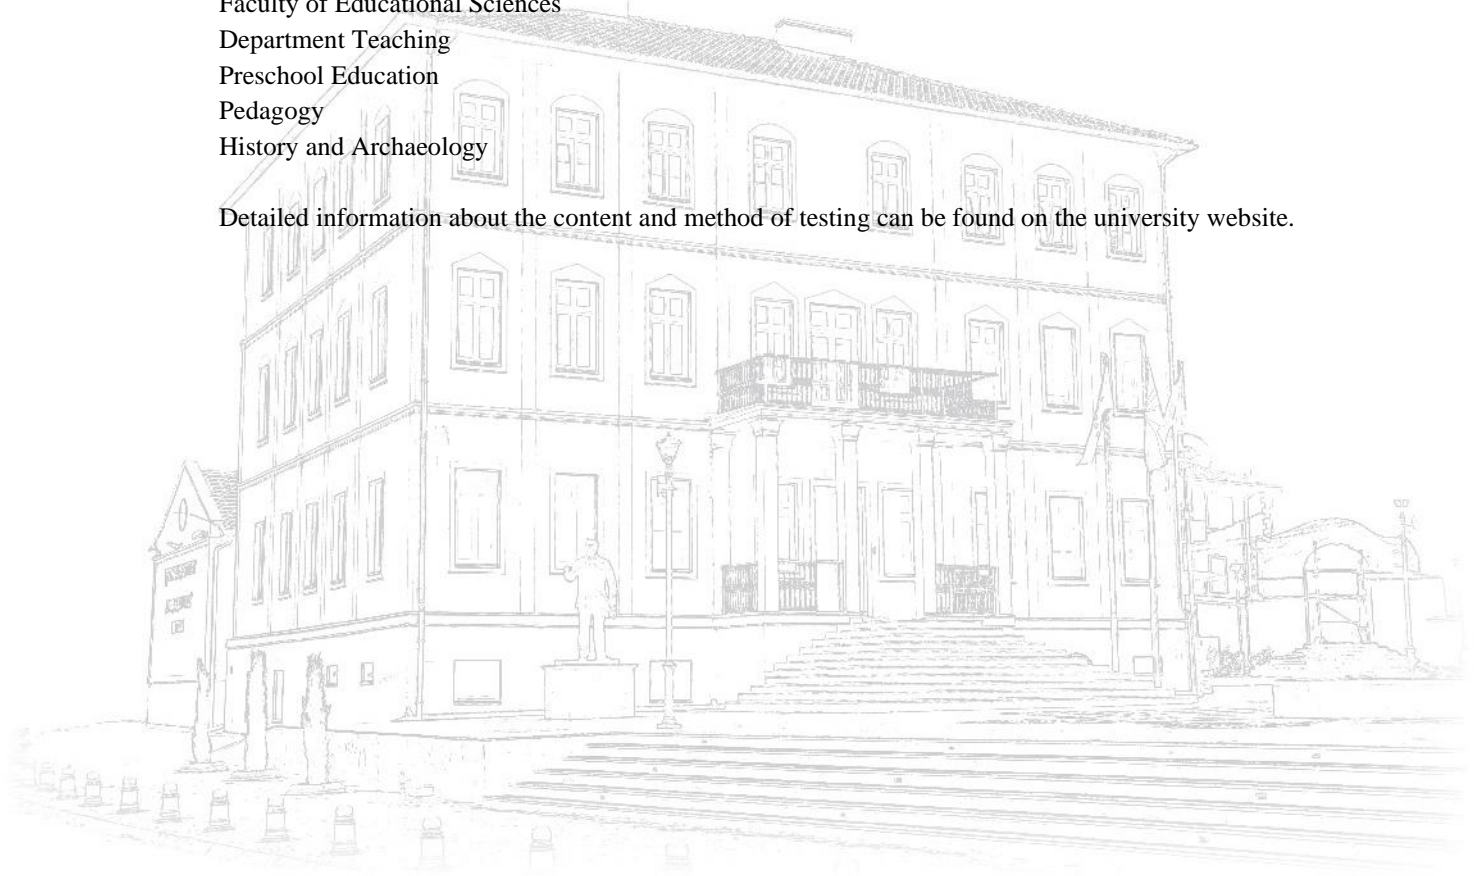 Faculty of Educational Sciences
Department Teaching
Preschool Education
Pedagogy
History and Archaeology
Detailed information about the content and method of testing can be found on the university website.